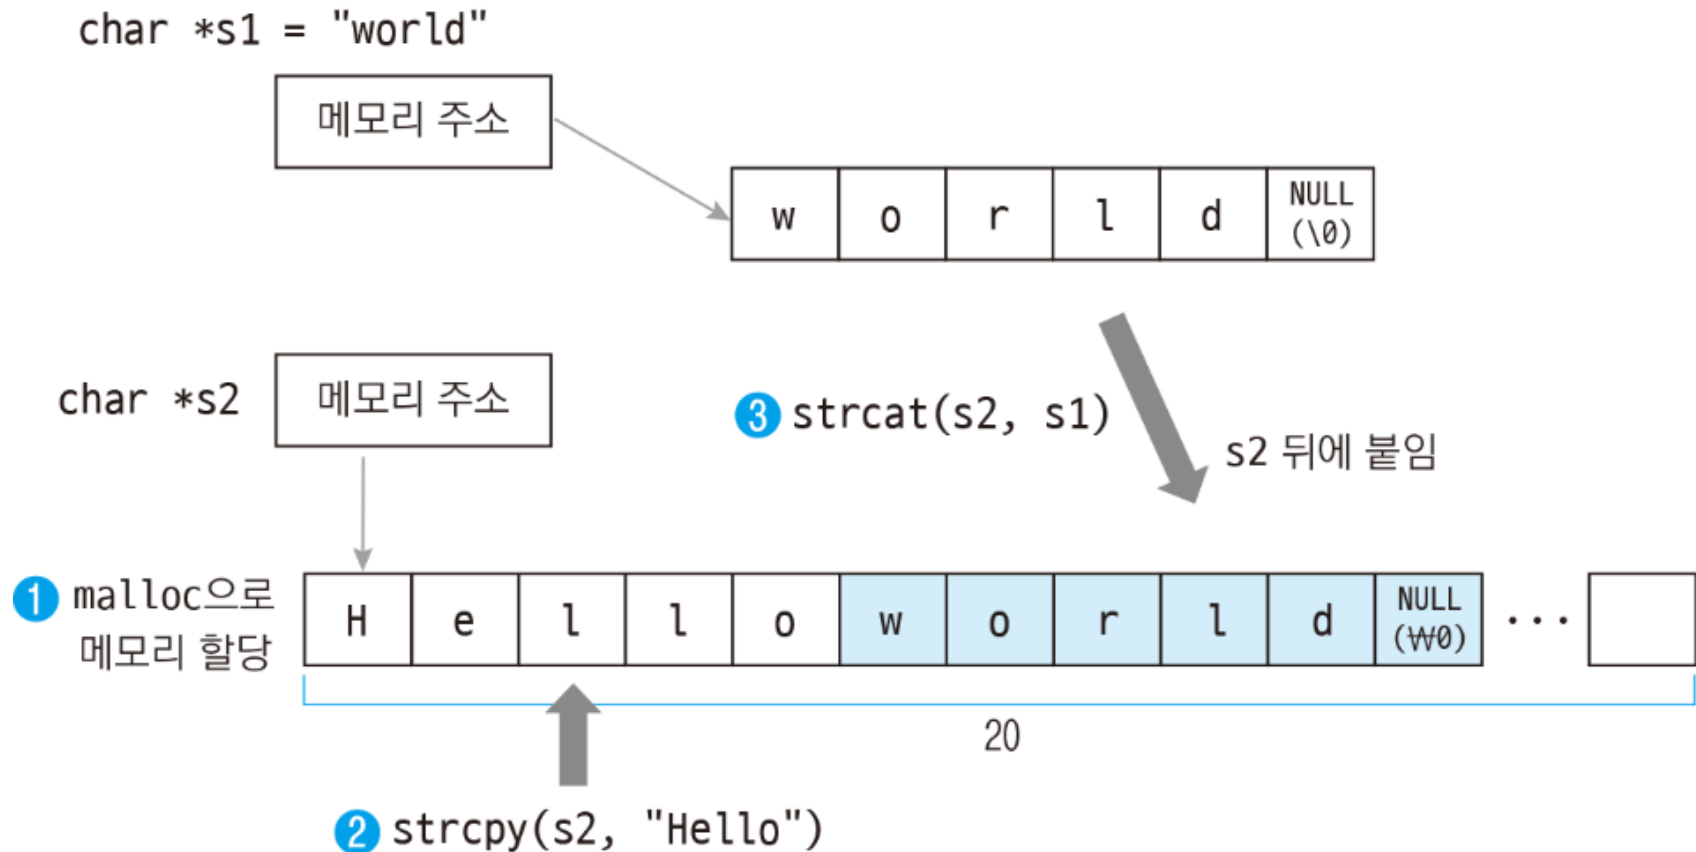 char *s1 = "world"
메모리 주소
w o r l d NULL
(\0)
char *s2
메모리 주소
3 strcat(s2, s1)
s2 뒤에 붙임
1 malloc으로
메모리 할당
H e l l o w o r l d NULL
(₩0)
...
20
2 strcpy(s2, "Hello")